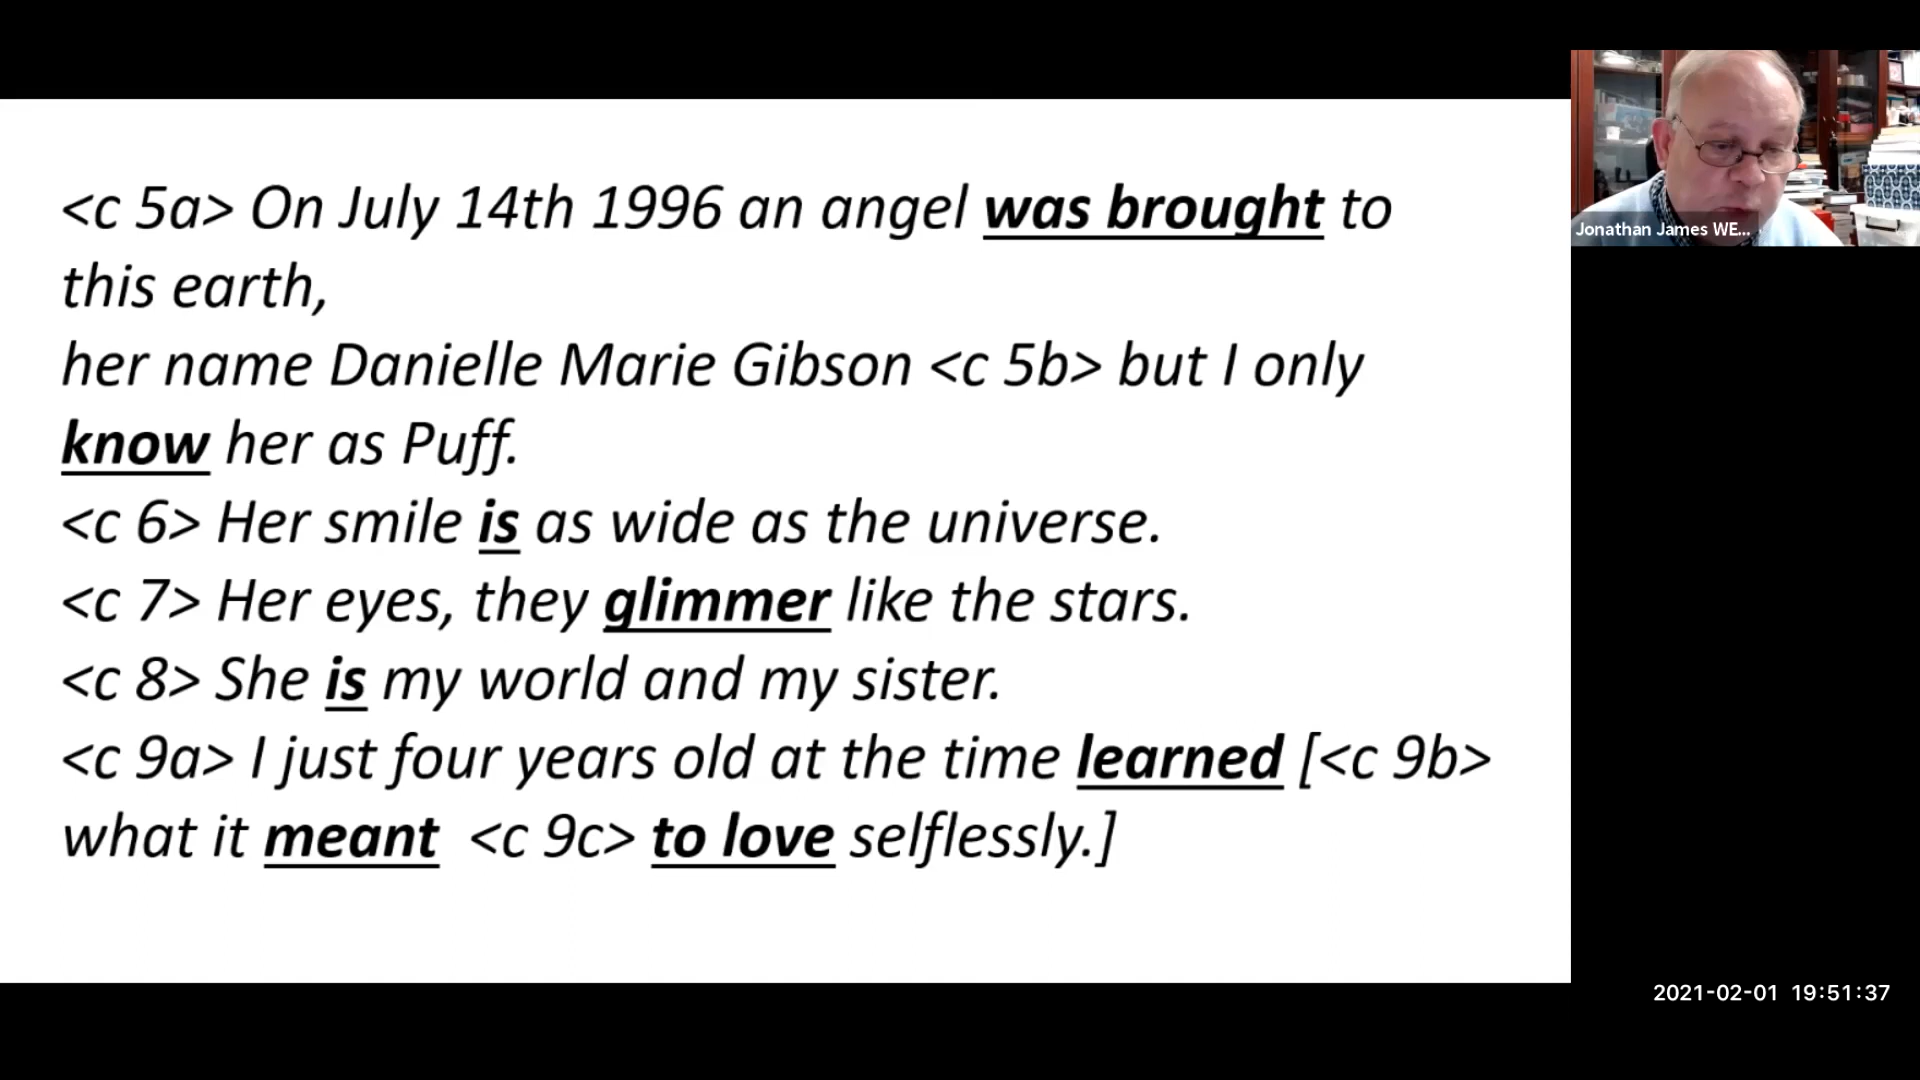 <c 5a> On July 14th 1996 an angel was brought to
this earth,
her name Danielle Marie Gibson <c 5b> but I only
know her as Puff.
<c 6> Her smile is as wide as the universe.
<c 7> Her eyes, they glimmer like the stars.
<c 8> She is my world and my sister.
<c 9a> I just four years old at the time learned [<c 9b>
what it meant  <c 9c> to love selflessly.]
Jonathan James WE...
2021-02-01 19:51:37